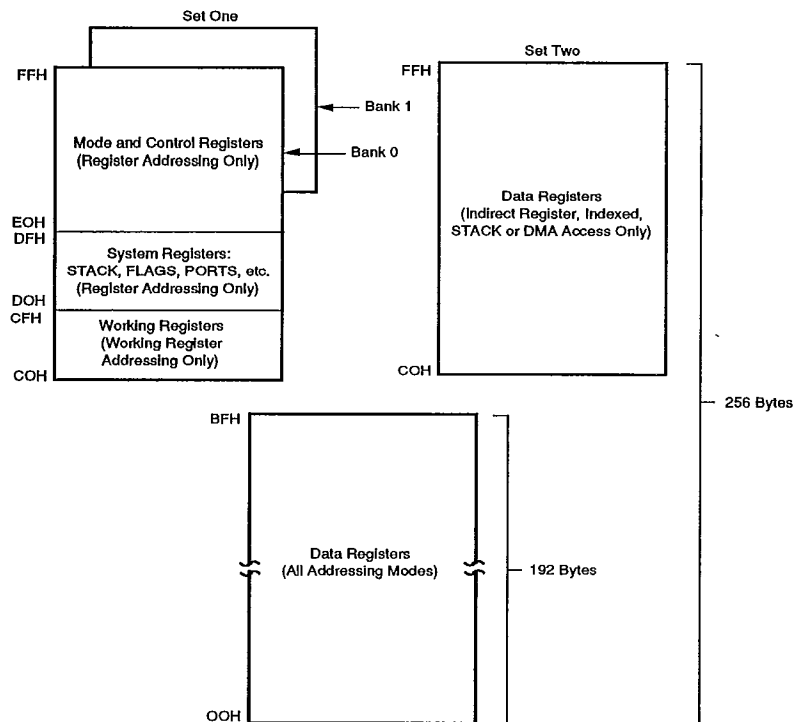 Set One
FFH
Bank 1
Mode and Control Registers
(Register Addressing Only)
Bank 0
EOH
DFH
System Registers:
STACK, FLAGS, PORTS, etc.
(Register Addressing Only)
DOH
CFH
Working Registers
(Working Register
Addressing Only)
COH
Set Two
FFH
Data Registers
(Indirect Register, Indexed,
STACK or DMA Access Only)
COH
256 Bytes
BFH
Data Registers
(All Addressing Modes)
192 Bytes
OOH